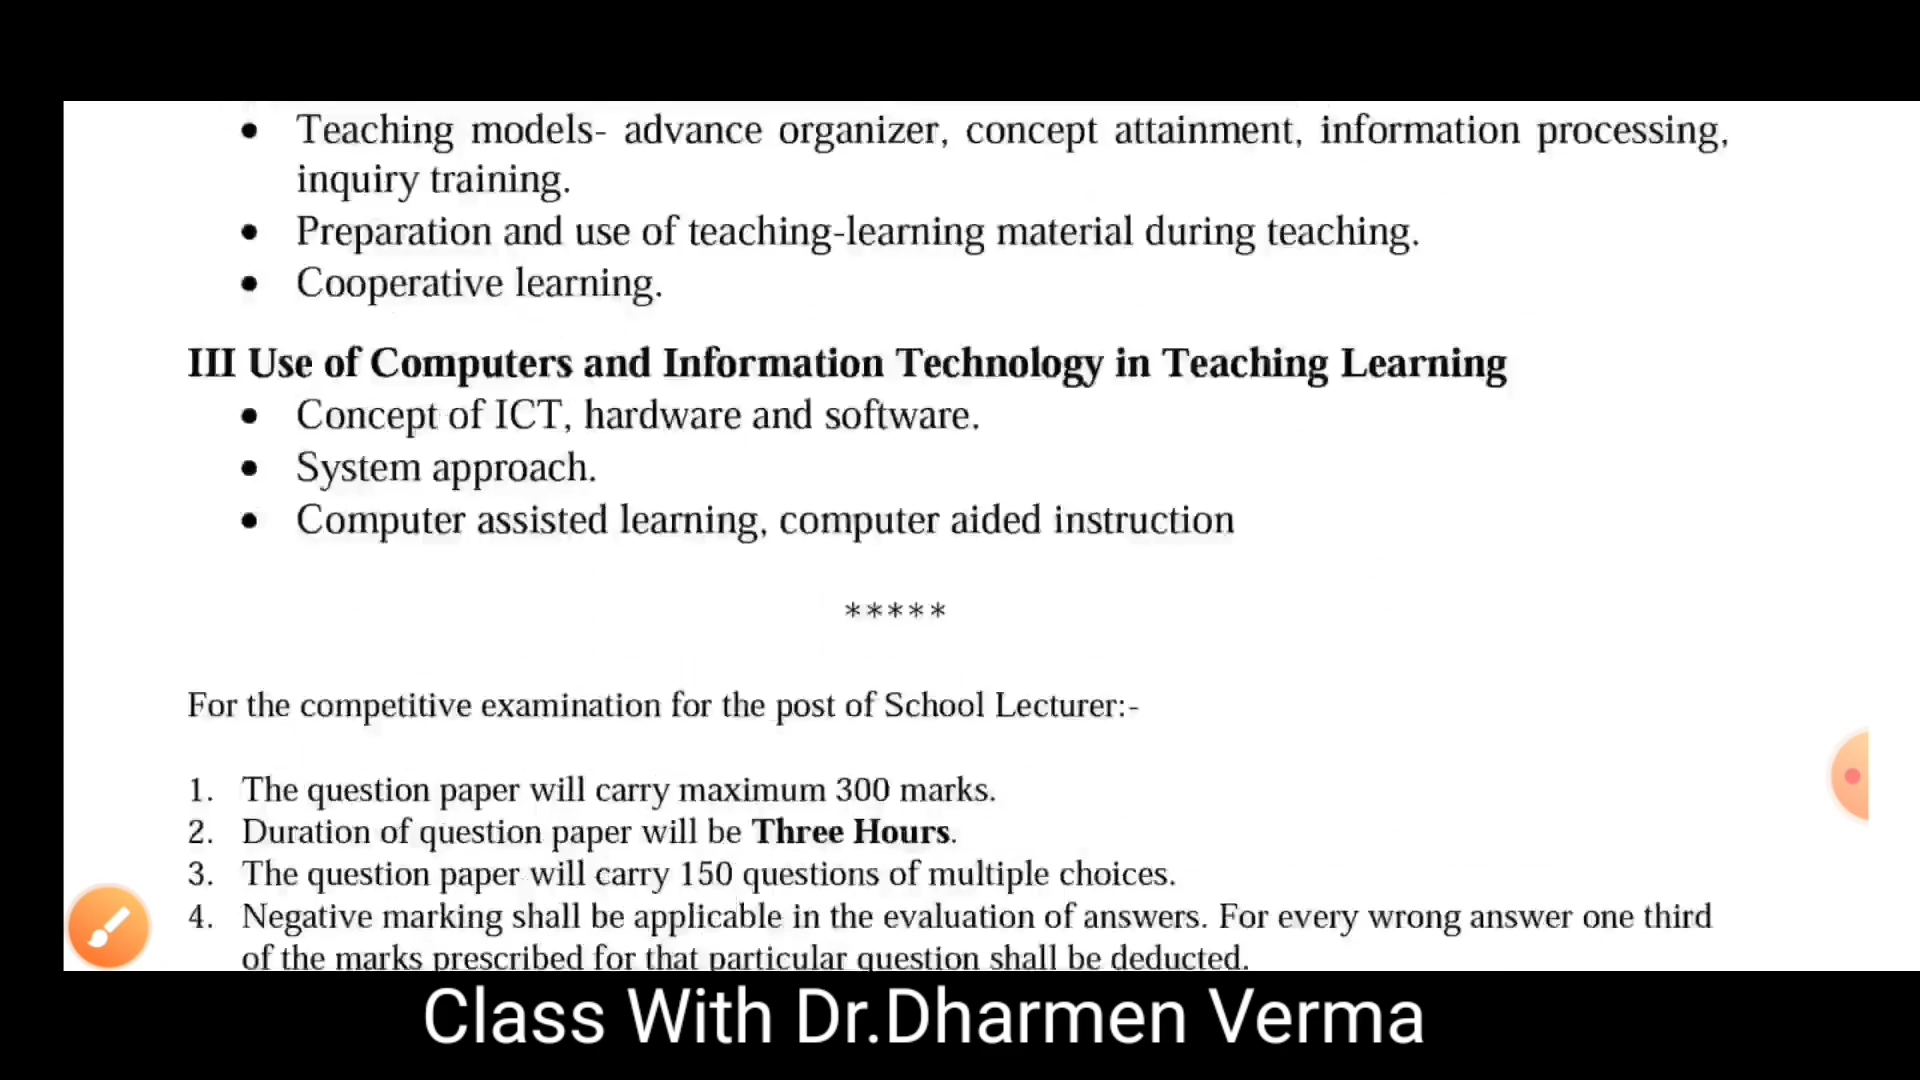 • Teaching models- advance organizer, concept attainment, information processing,
inquiry training.
• Preparation and use of teaching-learning material during teaching.
• Cooperative learning.
III Use of Computers and Information Technology in Teaching Learning
• Concept of ICT, hardware and software.
• System approach.
• Computer assisted learning, computer aided instruction
*****
For the competitive examination for the post of School Lecturer:-
1. The question paper will carry maximum 300 marks.
2. Duration of question paper will be Three Hours.
3. The question paper will carry 150 questions of multiple choices.
4. Negative marking shall be applicable in the evaluation of answers. For every wrong answer one third
of the marks prescribed for that particular question shall be deducted.
Class With Dr.Dharmen Verma